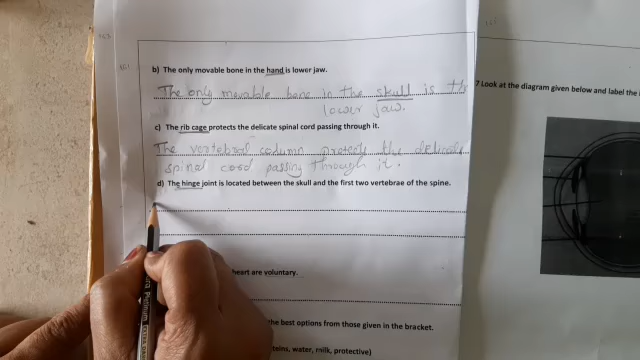 b) The only movable bone in the hand is lower jaw.
The only movable bone in the skull is th
lower jaw.
c) The rib cage protects the delicate spinal cord passing through it.
The vertebral column protects the delicate
spinal cord passing through it.
d) The hinge joint is located between the skull and the first two vertebrae of the spine.
heart are voluntary.
the best options from those given in the bracket.
teins, water, milk, protective)
7 Look at the diagram given below and label the